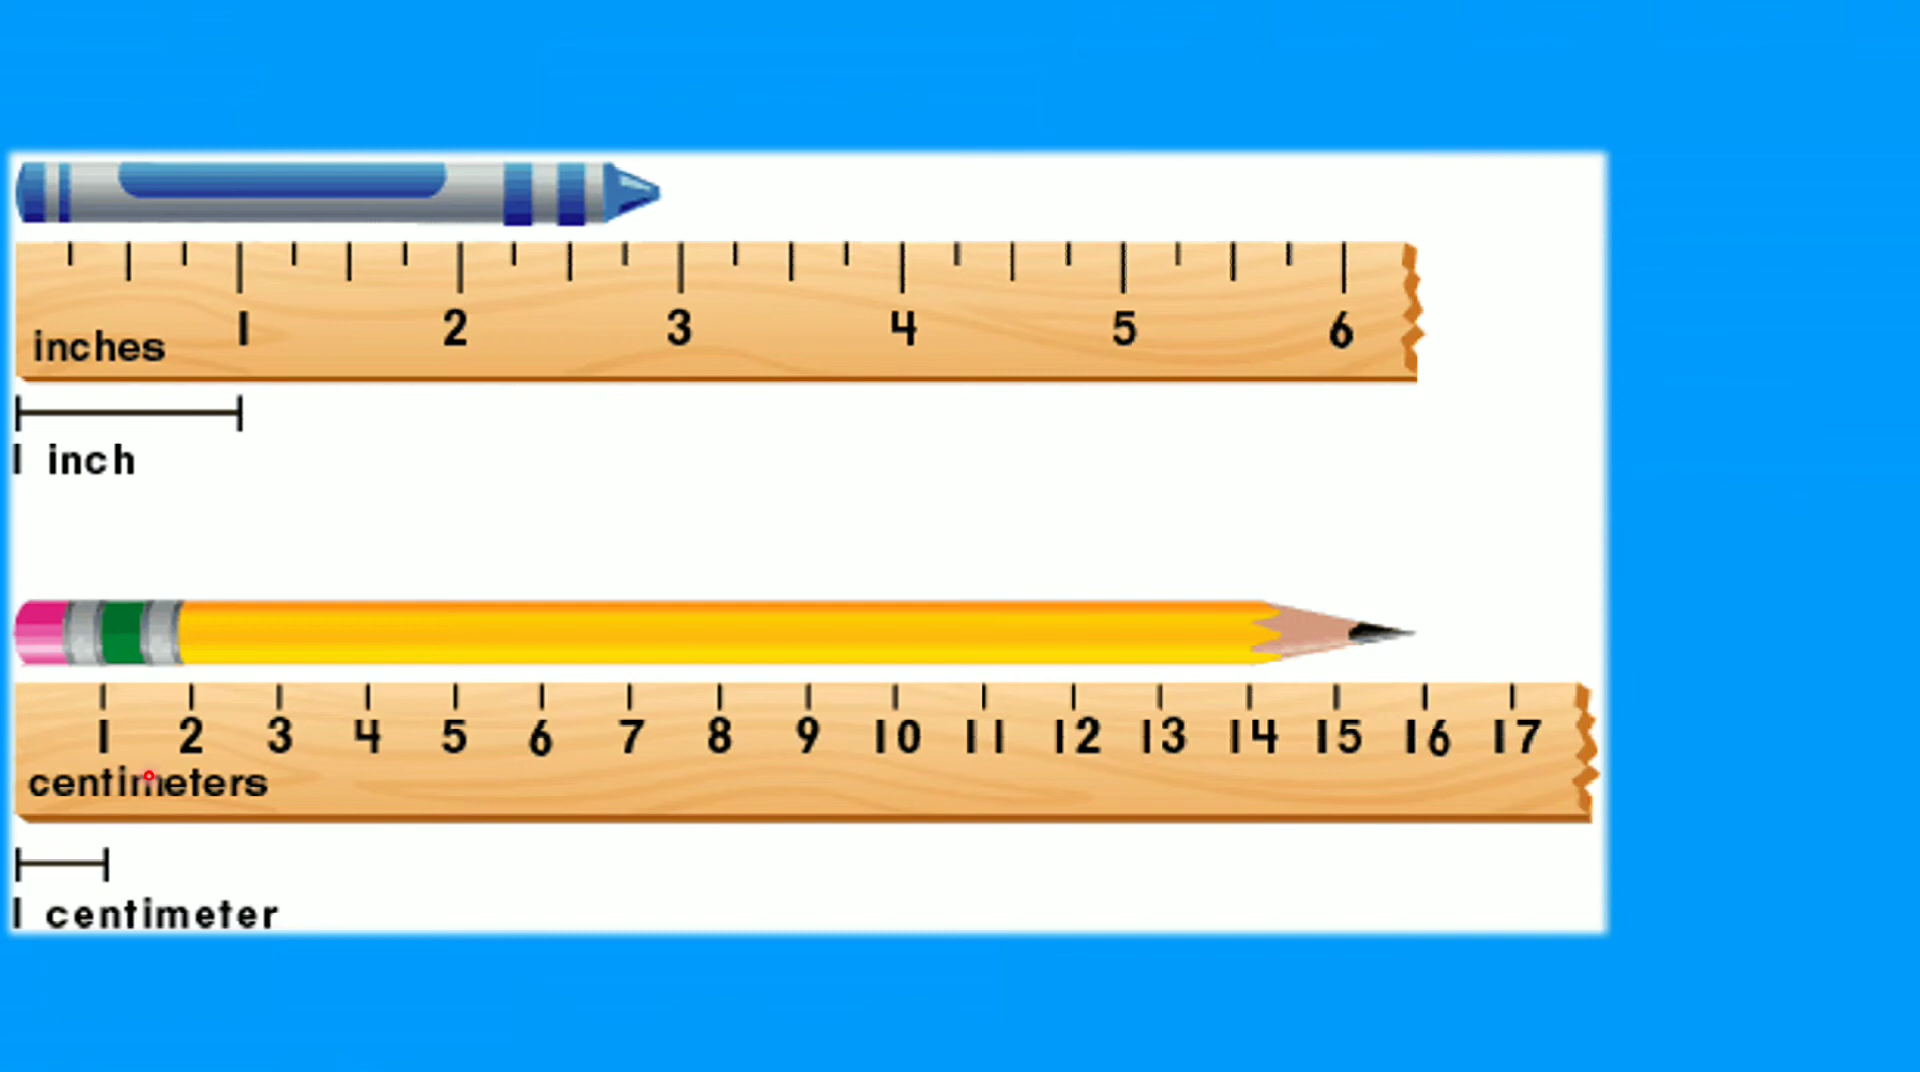 1 2 3 4 5 6
inches
1 inch
1 2 3 4 5 6 7 8 9 10 11 12 13 14 15 16 17
centimeters
1 centimeter